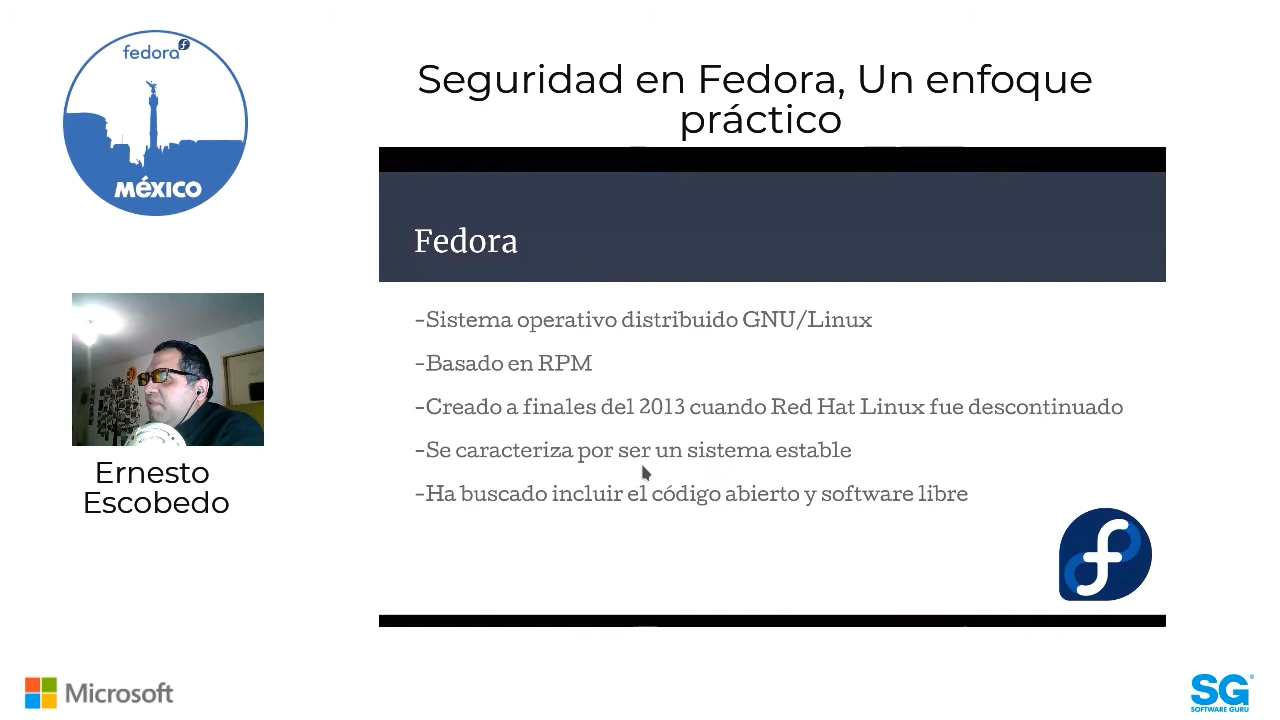 fedora
MÉXICO
Seguridad en Fedora, Un enfoque
práctico
Fedora
-Sistema operativo distribuido GNU/Linux
-Basado en RPM
-Creado a finales del 2013 cuando Red Hat Linux fue descontinuado
-Se caracteriza por ser un sistema estable
-Ha buscado incluir el código abierto y software libre
Ernesto
Escobedo
Microsoft
SG
SOFTWARE GURU